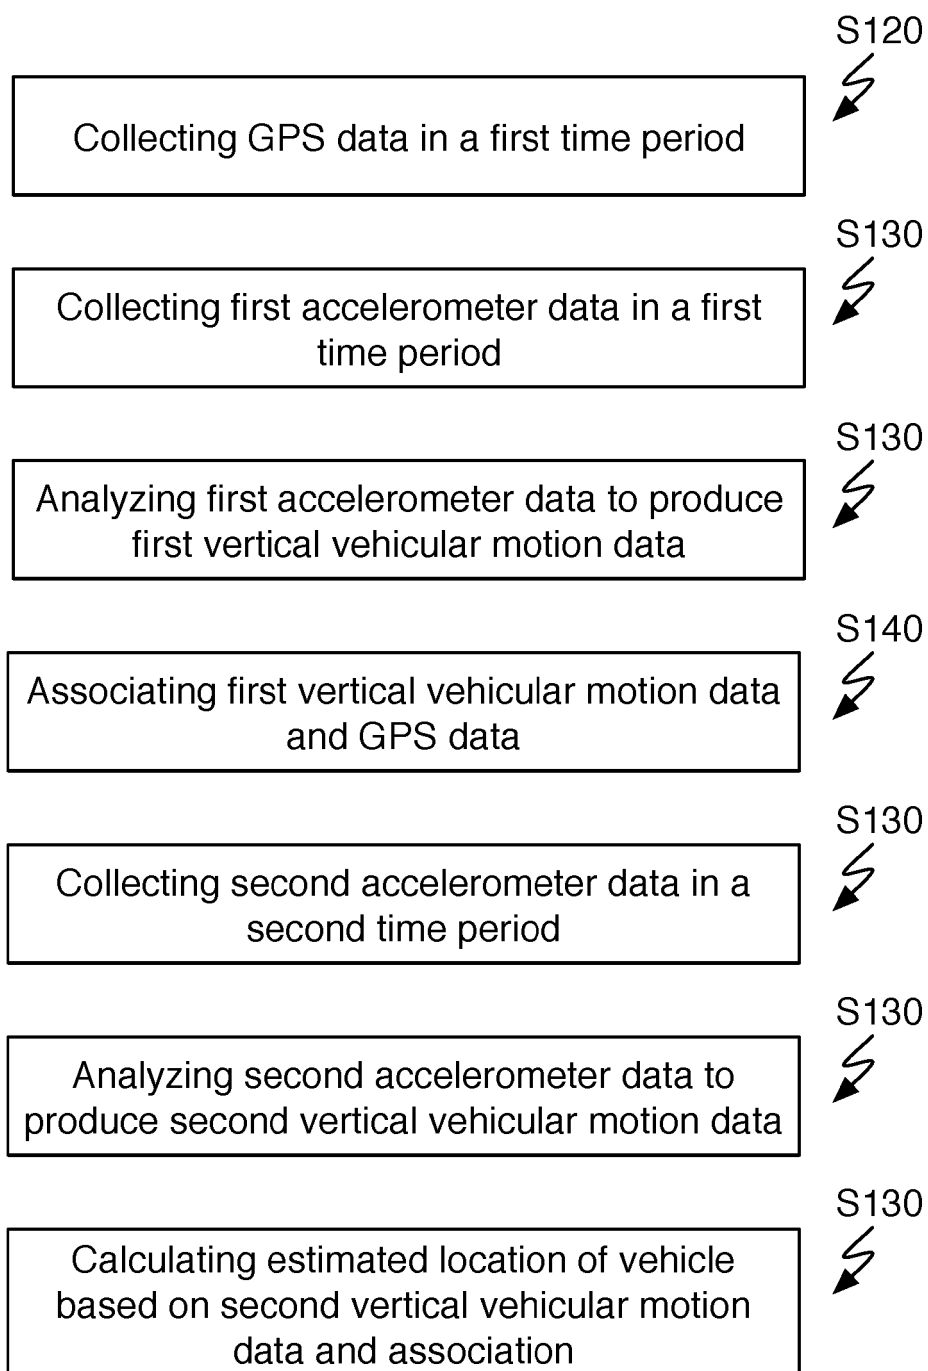 S120
Collecting GPS data in a first time period
S130
Collecting first accelerometer data in a first
time period
S130
Analyzing first accelerometer data to produce
first vertical vehicular motion data
S140
Associating first vertical vehicular motion data
and GPS data
S130
Collecting second accelerometer data in a
second time period
S130
Analyzing second accelerometer data to
produce second vertical vehicular motion data
S130
Calculating estimated location of vehicle
based on second vertical vehicular motion
data and association